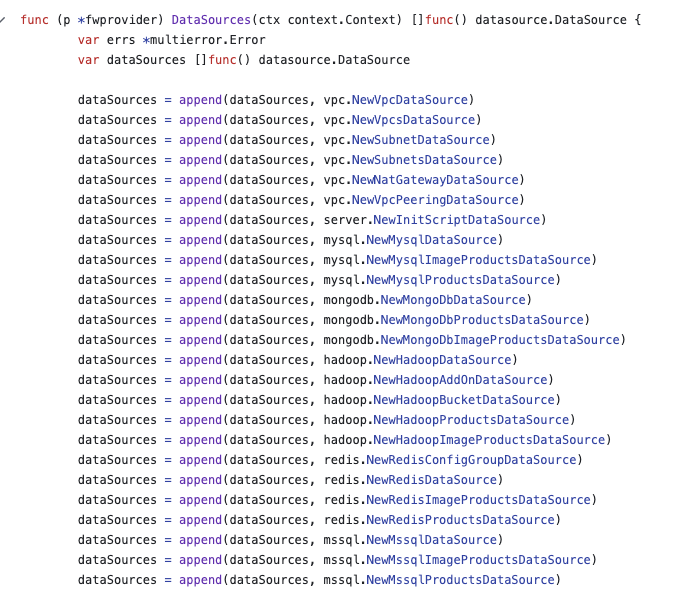 func (p *fwprovider) DataSources(ctx context.Context) []func() datasource.DataSource {
var errs *multierror.Error
var dataSources []func() datasource.DataSource
dataSources = append(dataSources, vpc.NewVpcDataSource)
dataSources = append(dataSources, vpc.NewVpcsDataSource)
dataSources = append(dataSources, vpc.NewSubnetDataSource)
dataSources = append(dataSources, vpc.NewSubnetsDataSource)
dataSources = append(dataSources, vpc.NewNatGatewayDataSource)
dataSources = append(dataSources, vpc.NewVpcPeeringDataSource)
dataSources = append(dataSources, server.NewInitScriptDataSource)
dataSources = append(dataSources, mysql.NewMysqlDataSource)
dataSources = append(dataSources, mysql.NewMysqlImageProductsDataSource)
dataSources = append(dataSources, mysql.NewMysqlProductsDataSource)
dataSources = append(dataSources, mongodb.NewMongoDbDataSource)
dataSources = append(dataSources, mongodb.NewMongoDbProductsDataSource)
dataSources = append(dataSources, mongodb.NewMongoDbImageProductsDataSource)
dataSources = append(dataSources, hadoop.NewHadoopDataSource)
dataSources = append(dataSources, hadoop.NewHadoopAddOnDataSource)
dataSources = append(dataSources, hadoop.NewHadoopBucketDataSource)
dataSources = append(dataSources, hadoop.NewHadoopProductsDataSource)
dataSources = append(dataSources, hadoop.NewHadoopImageProductsDataSource)
dataSources = append(dataSources, redis.NewRedisConfigGroupDataSource)
dataSources = append(dataSources, redis.NewRedisDataSource)
dataSources = append(dataSources, redis.NewRedisImageProductsDataSource)
dataSources = append(dataSources, redis.NewRedisProductsDataSource)
dataSources = append(dataSources, mssql.NewMssqlDataSource)
dataSources = append(dataSources, mssql.NewMssqlImageProductsDataSource)
dataSources = append(dataSources, mssql.NewMssqlProductsDataSource)